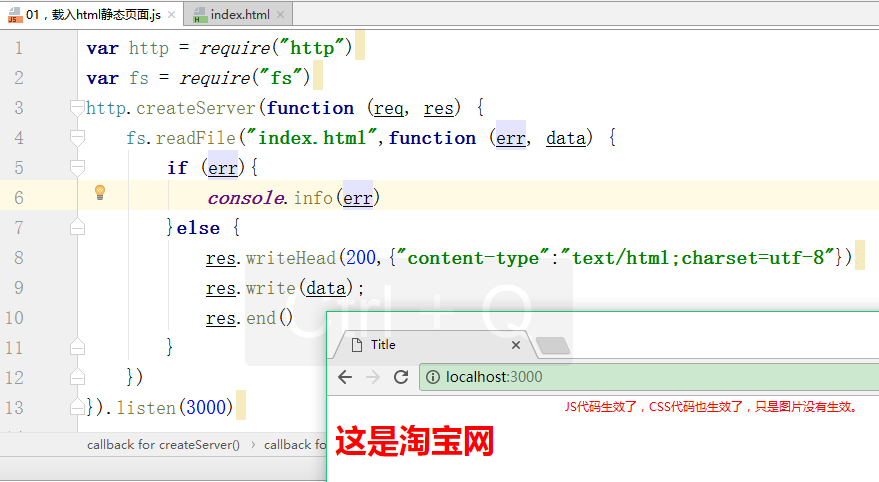 01，载入html静态页面.js
index.html
1 var http = require("http")
2 var fs = require("fs")
3 http.createServer(function (req, res) {
4 fs.readFile("index.html",function (err, data) {
5 if (err){
6 console.info(err)
7 }else {
8 res.writeHead(200,{"content-type":"text/html;charset=utf-8"})
9 res.write(data);
10 res.end()
11 }
12 })
13 }).listen(3000)
Ctrl + Q
callback for createServer() › callback fo
Title
localhost:3000
JS代码生效了，CSS代码也生效了，只是图片没有生效。
这是淘宝网